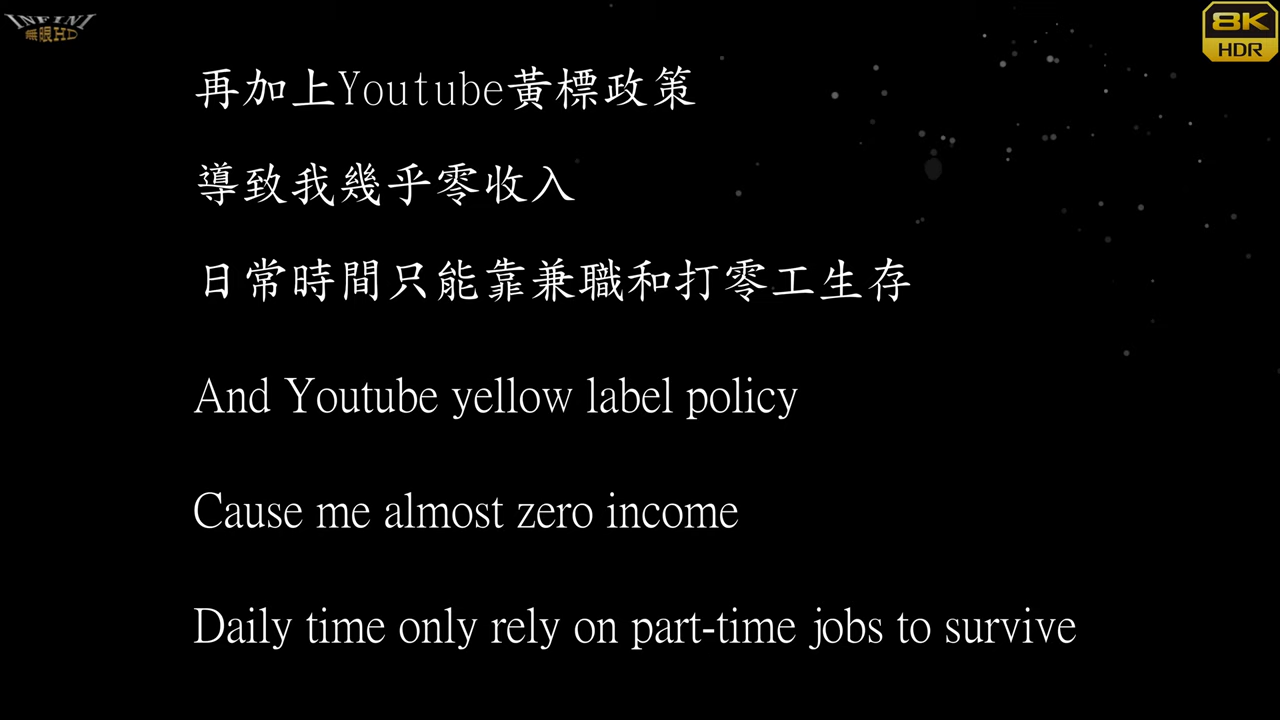 INFINI
無限HD
8K
HDR
再加上Youtube黃標政策
導致我幾乎零收入
日常時間只能靠兼職和打零工生存
And Youtube yellow label policy
Cause me almost zero income
Daily time only rely on part-time jobs to survive